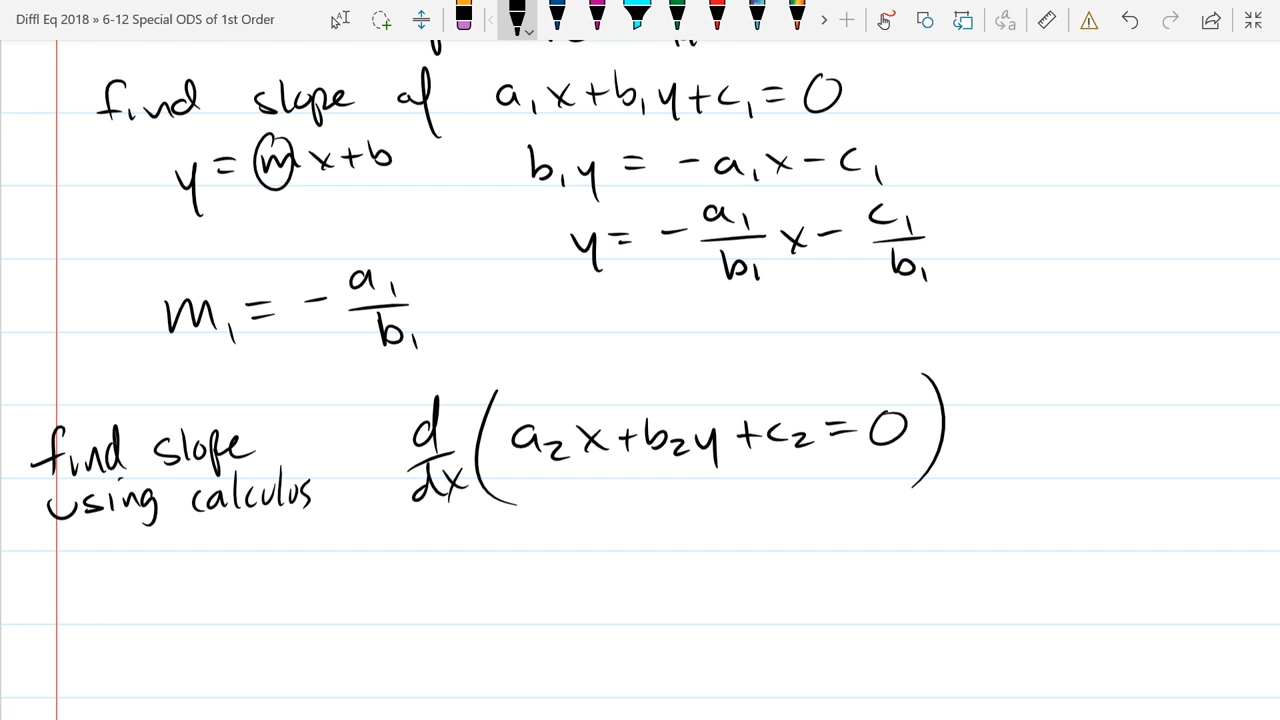 Diffl Eq 2018 » 6-12 Special ODS of 1st Order
find slope of a₁x+b₁y+c₁=0
y=mx+b b₁y = -a₁x-c₁
y= -a₁/b₁ x - c₁/b₁
m₁= -a₁/b₁
find slope using calculus d/dx (a₂x+b₂y+c₂=0)